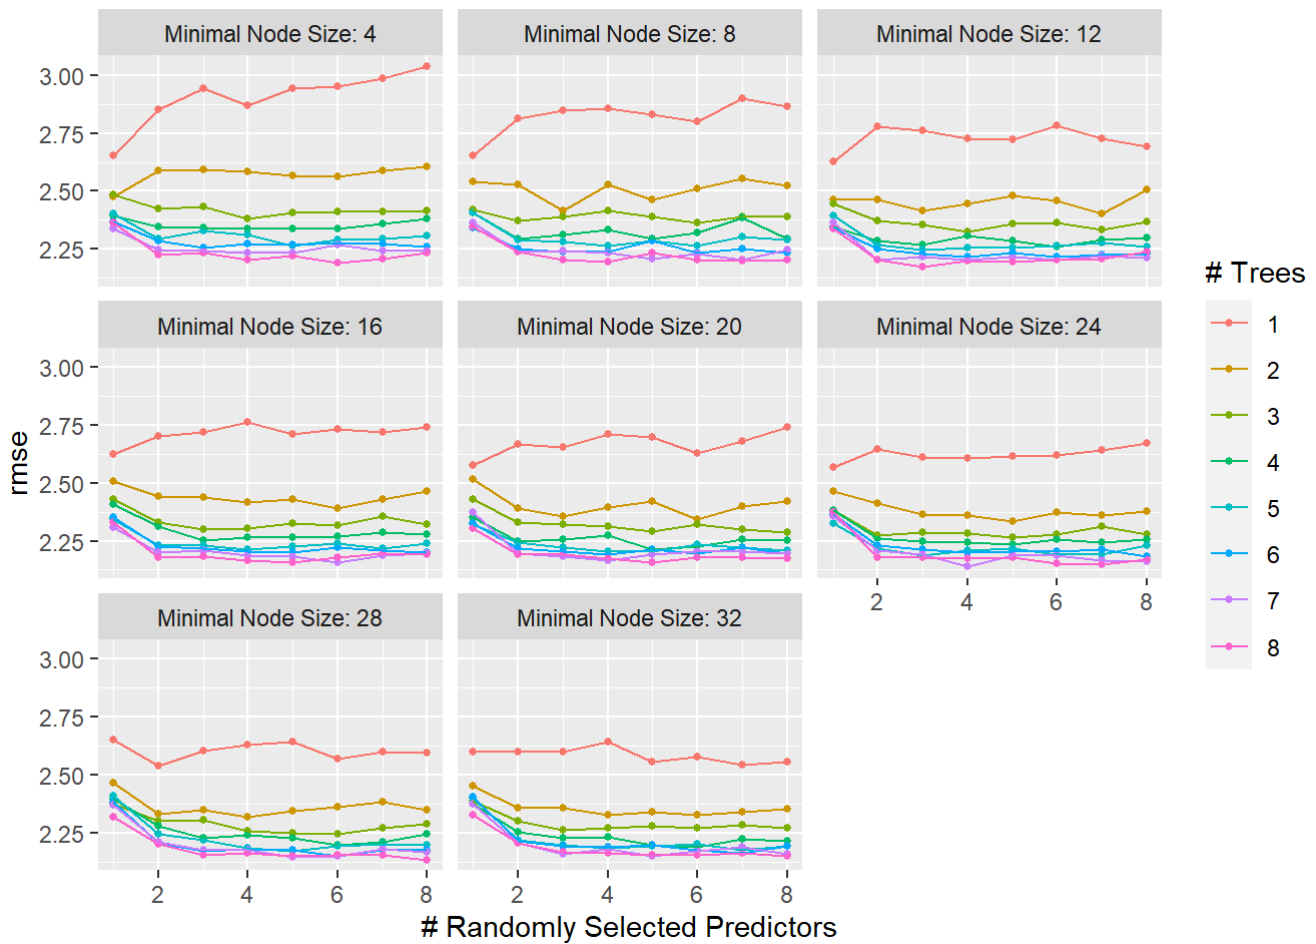 Minimal Node Size: 4
Minimal Node Size: 8
Minimal Node Size: 12
3.00
2.75
2.50
2.25
Minimal Node Size: 16
Minimal Node Size: 20
Minimal Node Size: 24
3.00
2.75
2.50
2.25
2 4 6 8
Minimal Node Size: 28
Minimal Node Size: 32
3.00
2.75
2.50
2.25
2 4 6 8
2 4 6 8
# Randomly Selected Predictors
rmse
# Trees
1
2
3
4
5
6
7
8